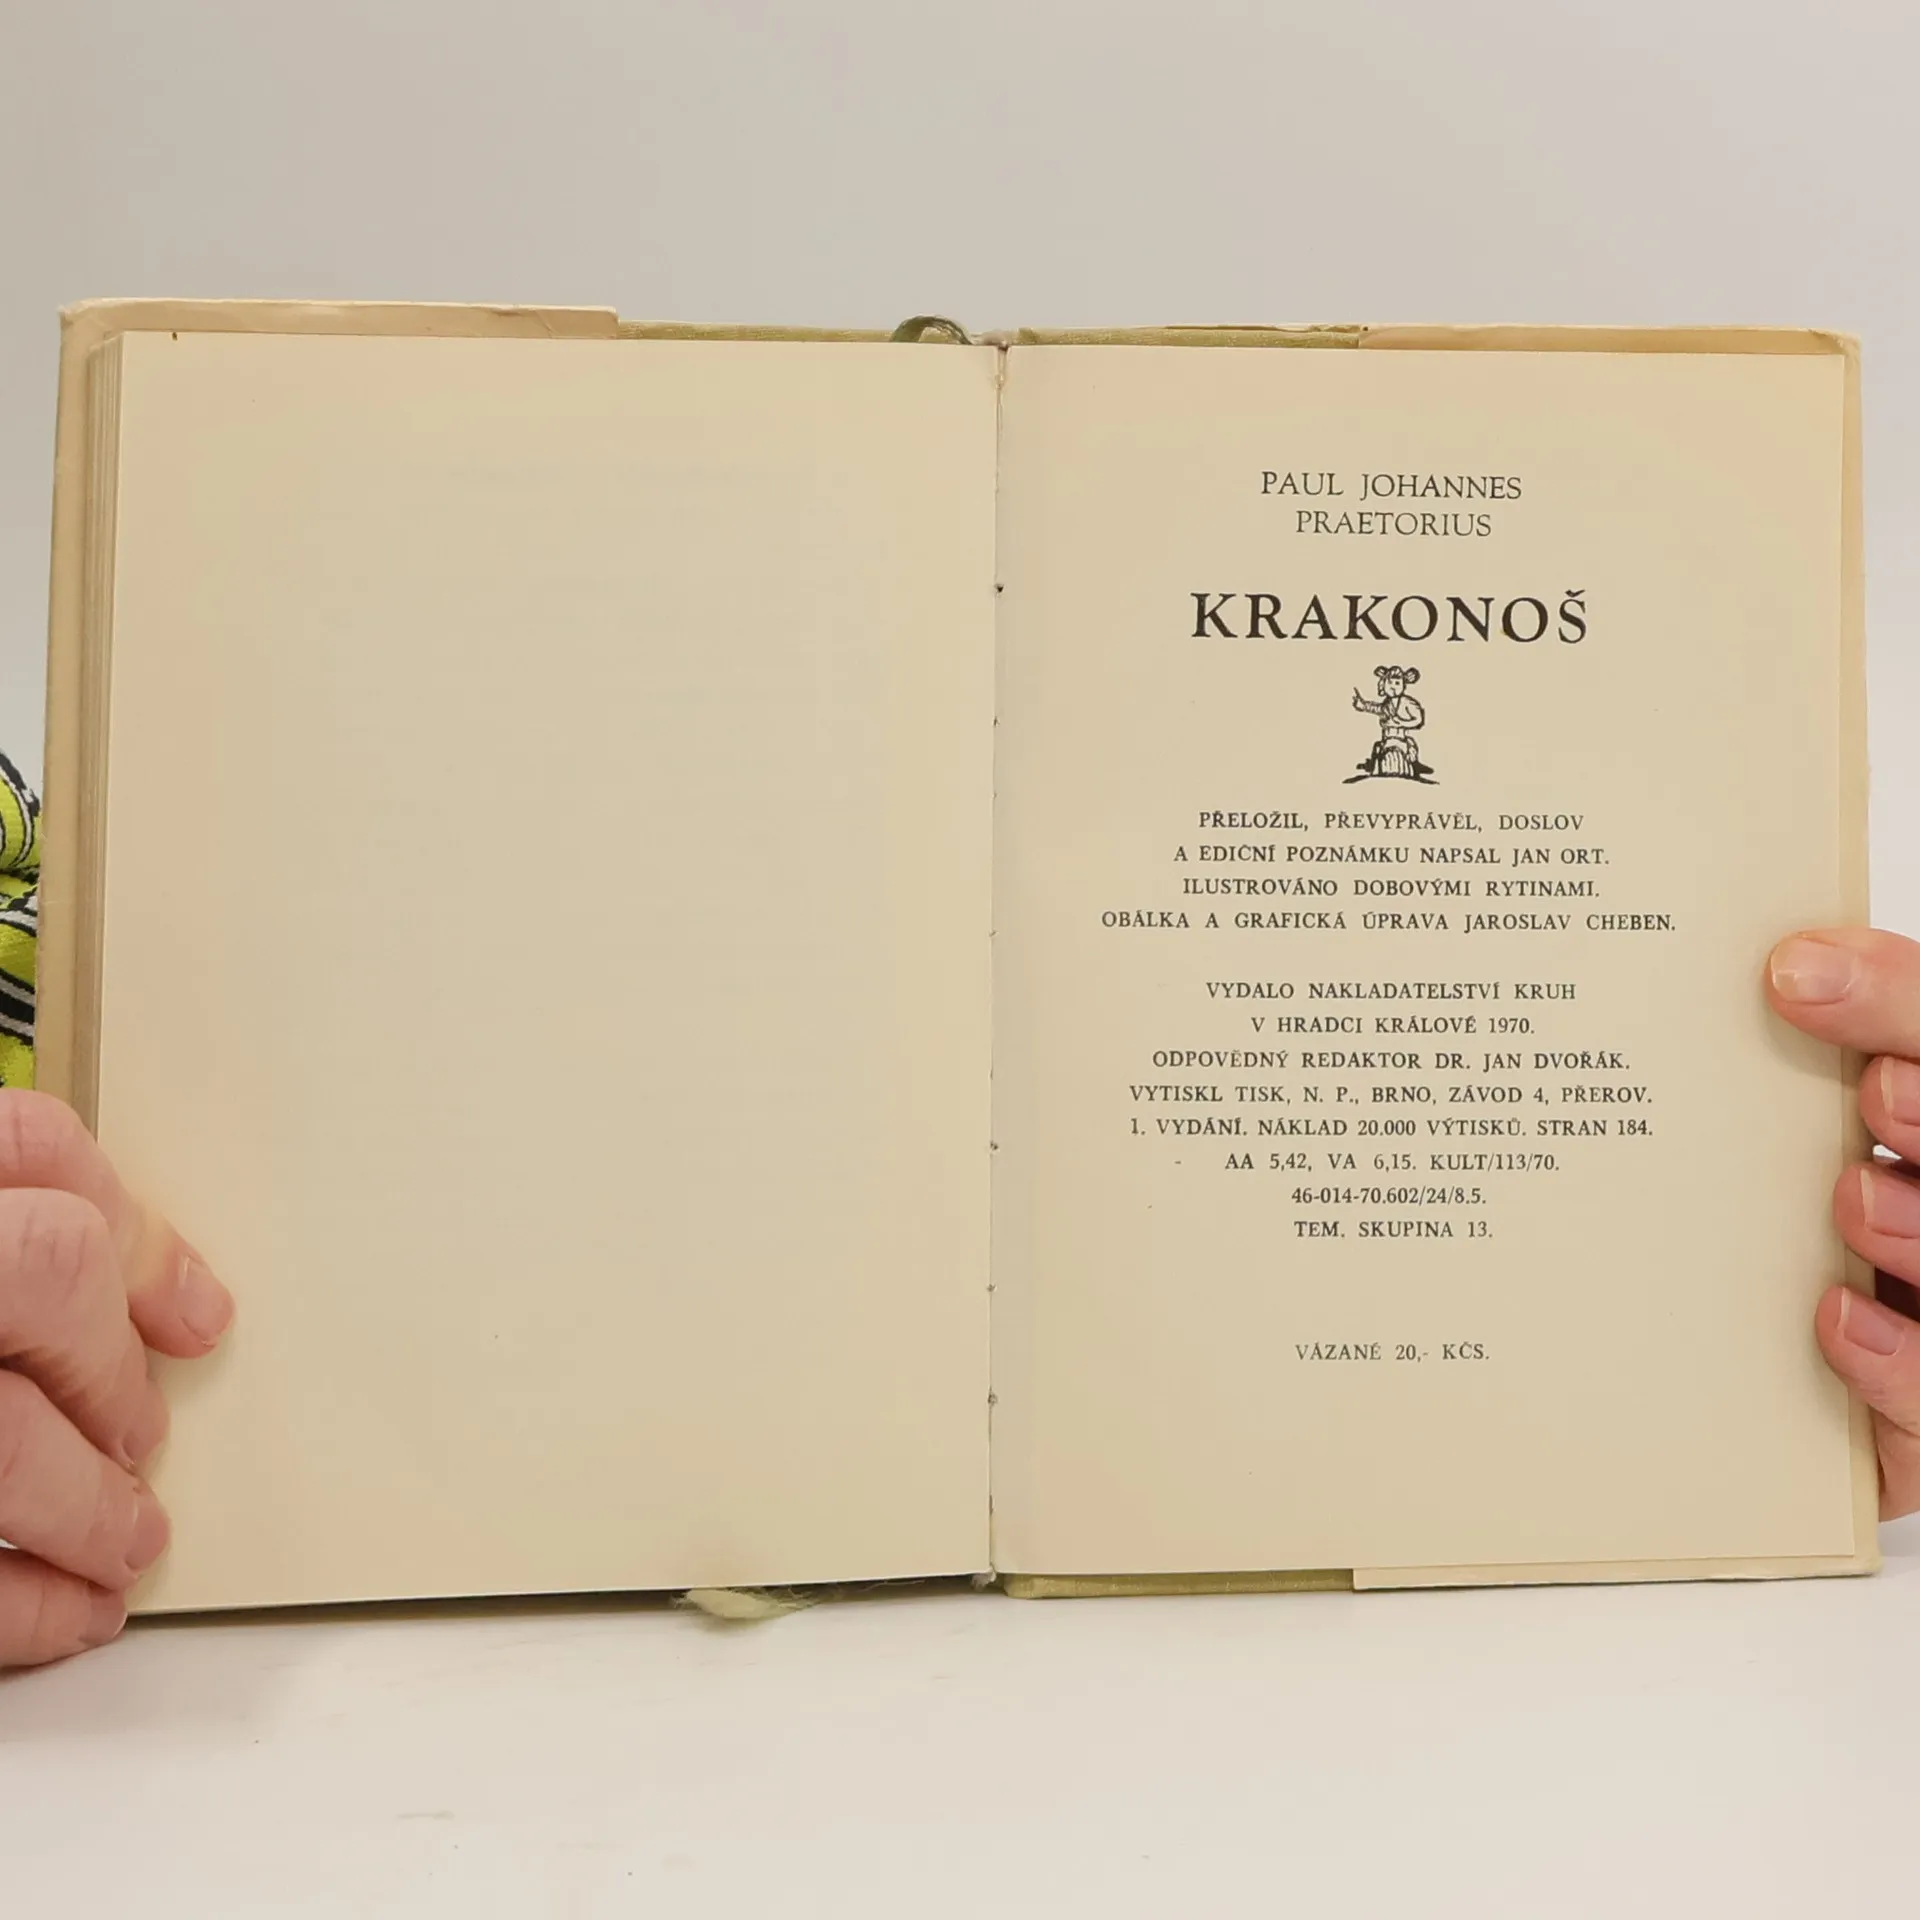 PAUL JOHANNES
PRAETORIUS
KRAKONOŠ
PŘELOŽIL, PŘEVYPRÁVĚL, DOSLOV
A EDIČNÍ POZNÁMKU NAPSAL JAN ORT.
ILUSTROVÁNO DOBOVÝMI RYTINAMI.
OBÁLKA A GRAFICKÁ ÚPRAVA JAROSLAV CHEBEN.
VYDALO NAKLADATELSTVÍ KRUH
V HRADCI KRÁLOVÉ 1970.
ODPOVĚDNÝ REDAKTOR DR. JAN DVOŘÁK.
VYTISKL TISK, N. P., BRNO, ZÁVOD 4, PŘEROV.
1. VYDÁNÍ. NÁKLAD 20.000 VÝTISKŮ. STRAN 184.
- AA 5,42, VA 6,15. KULT/113/70.
46-014-70.602/24/8.5.
TEM. SKUPINA 13.
VÁZANÉ 20,- KČS.